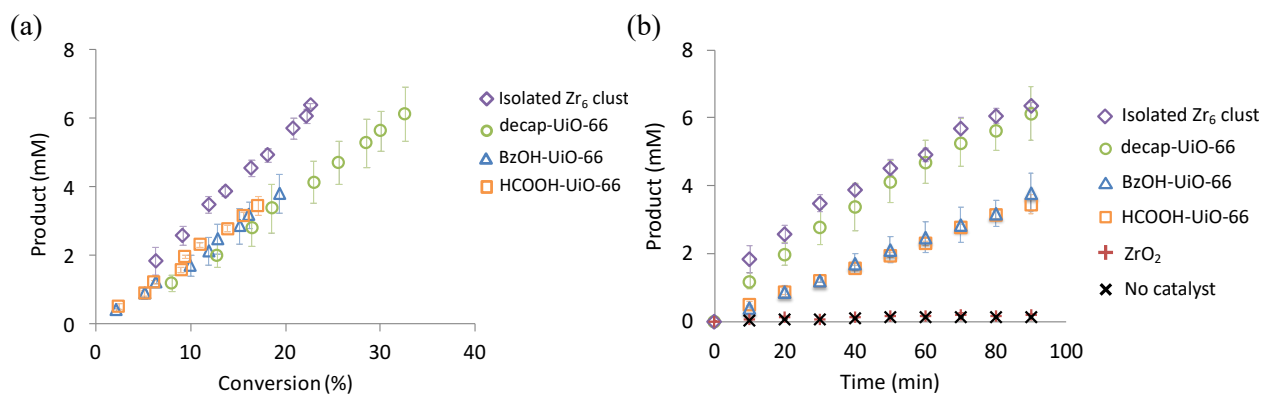 (a)
8
6
4
2
0
Product (mM)
0 10 20 30 40
Conversion (%)
Isolated Zr₆ clust
decap-UiO-66
BzOH-UiO-66
HCOOH-UiO-66
(b)
8
6
4
2
0
Product (mM)
0 20 40 60 80 100
Time (min)
Isolated Zr₆ clust
decap-UiO-66
BzOH-UiO-66
HCOOH-UiO-66
ZrO₂
No catalyst